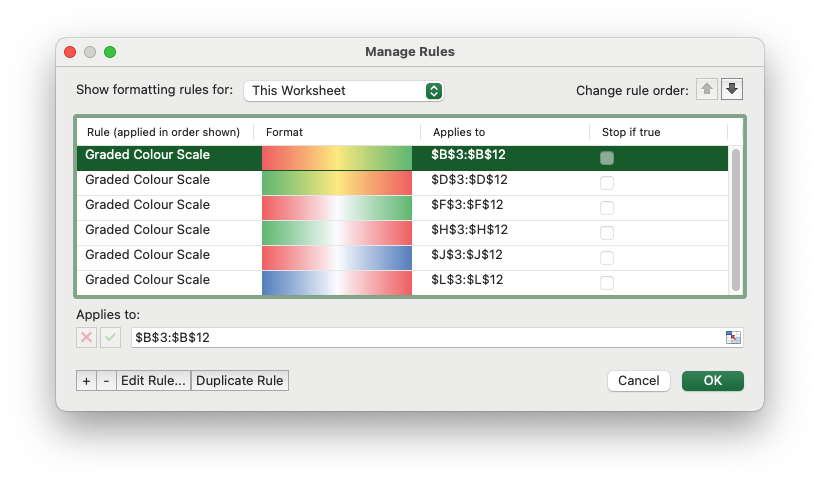 Manage Rules
Show formatting rules for: This Worksheet Change rule order:
Rule (applied in order shown) Format Applies to Stop if true
Graded Colour Scale $B$3:$B$12
Graded Colour Scale $D$3:$D$12
Graded Colour Scale $F$3:$F$12
Graded Colour Scale $H$3:$H$12
Graded Colour Scale $J$3:$J$12
Graded Colour Scale $L$3:$L$12
Applies to:
$B$3:$B$12
+ - Edit Rule... Duplicate Rule Cancel OK